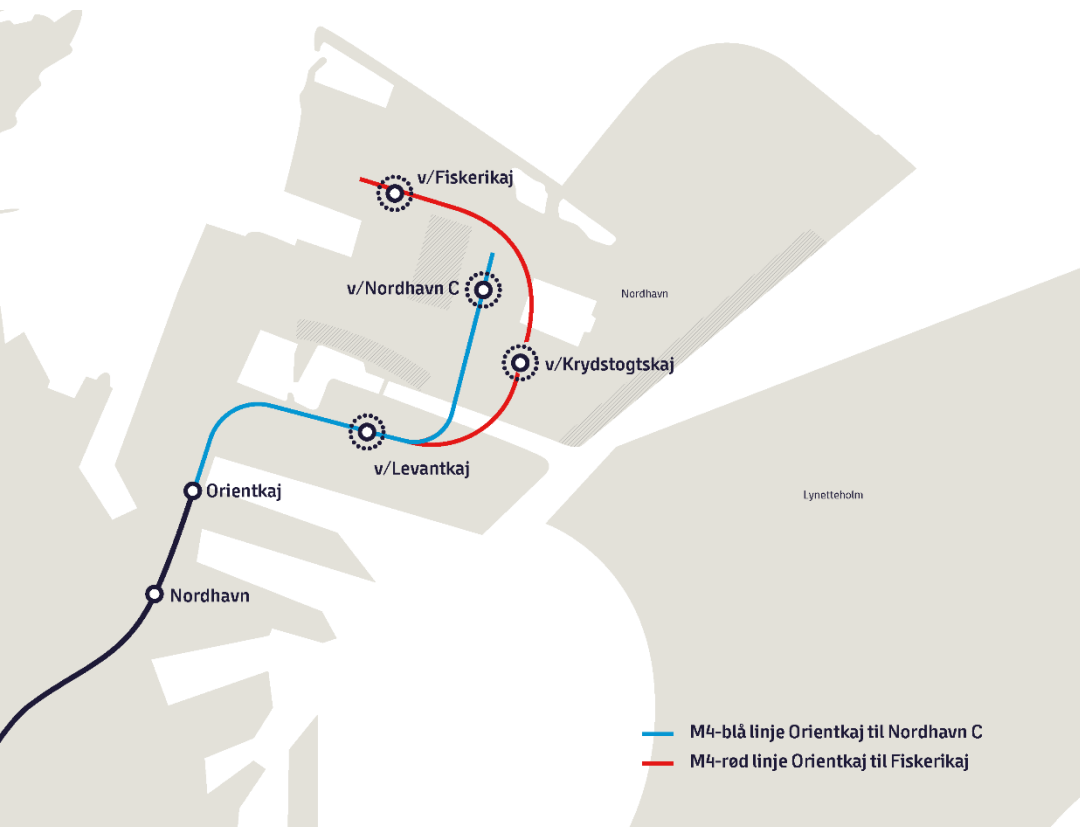 v/Fiskerikaj
v/Nordhavn C
Nordhavn
v/Krydstogtskaj
v/Levantkaj
Orientkaj
Lynetteholm
Nordhavn
M4-blå linje Orientkaj til Nordhavn C
M4-rød linje Orientkaj til Fiskerikaj